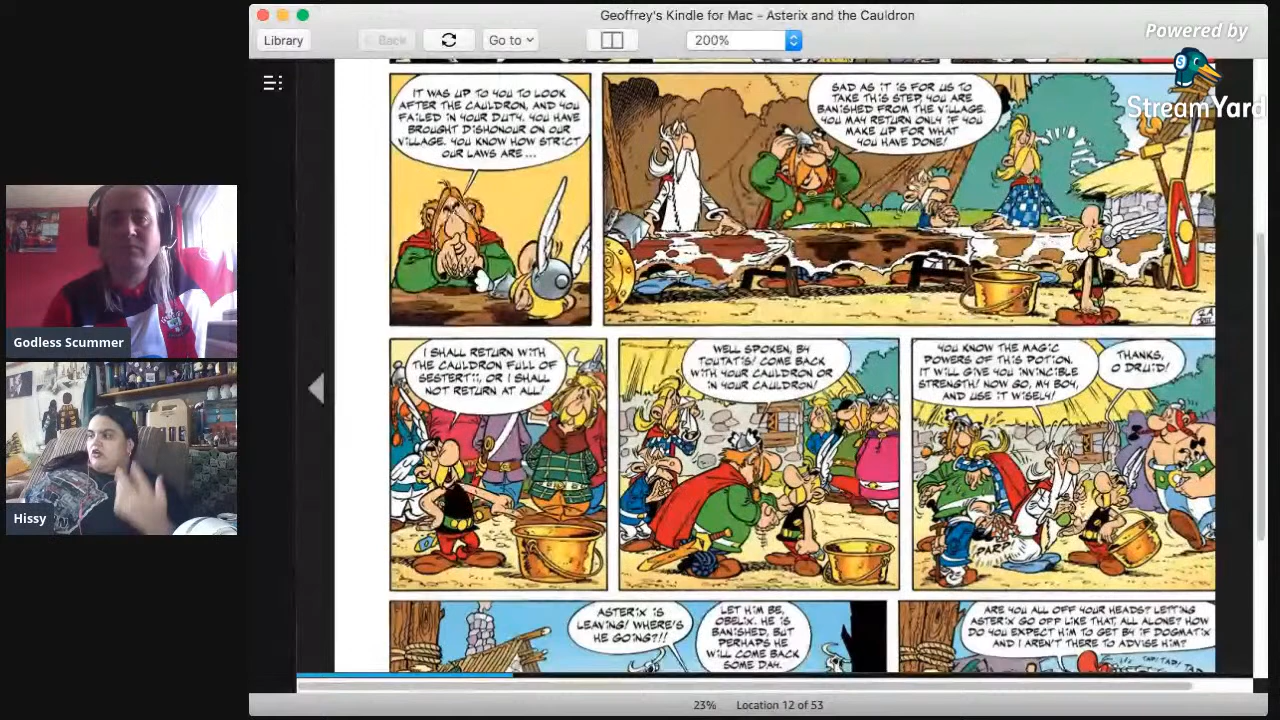 Geoffrey's Kindle for Mac – Asterix and the Cauldron
Library
Back
Go to
200%
Powered by
StreamYard
IT WAS UP TO YOU TO LOOK
AFTER THE CAULDRON, AND YOU
FAILED IN YOUR DUTY. YOU HAVE
BROUGHT DISHONOUR ON OUR
VILLAGE. YOU KNOW HOW STRICT
OUR LAWS ARE ...
SAD AS IT IS FOR US TO
TAKE THIS STEP, YOU ARE
BANISHED FROM THE VILLAGE.
YOU MAY RETURN ONLY IF YOU
MAKE UP FOR WHAT
YOU HAVE DONE!
I SHALL RETURN WITH
THE CAULDRON FULL OF
SESTERTII, OR I SHALL
NOT RETURN AT ALL!
WELL SPOKEN, BY
TOUTATIS! COME BACK
WITH YOUR CAULDRON OR
IN YOUR CAULDRON!
YOU KNOW THE MAGIC
POWERS OF THIS POTION.
IT WILL GIVE YOU INVINCIBLE
STRENGTH! NOW GO, MY BOY,
AND USE IT WISELY!
THANKS,
O DRUID!
PARP!
ASTERIX IS
LEAVING! WHERE'S
HE GOING?!!
LET HIM BE,
OBELIX. HE IS
BANISHED, BUT
PERHAPS HE
WILL COME BACK
SOME DAY.
ARE YOU ALL OFF YOUR HEADS? LETTING
ASTERIX GO OFF LIKE THAT, ALL ALONE? HOW
DO YOU EXPECT HIM TO GET BY IF DOGMATIX
AND I AREN'T THERE TO ADVISE HIM?
Godless Scummer
Hissy
23%
Location 12 of 53